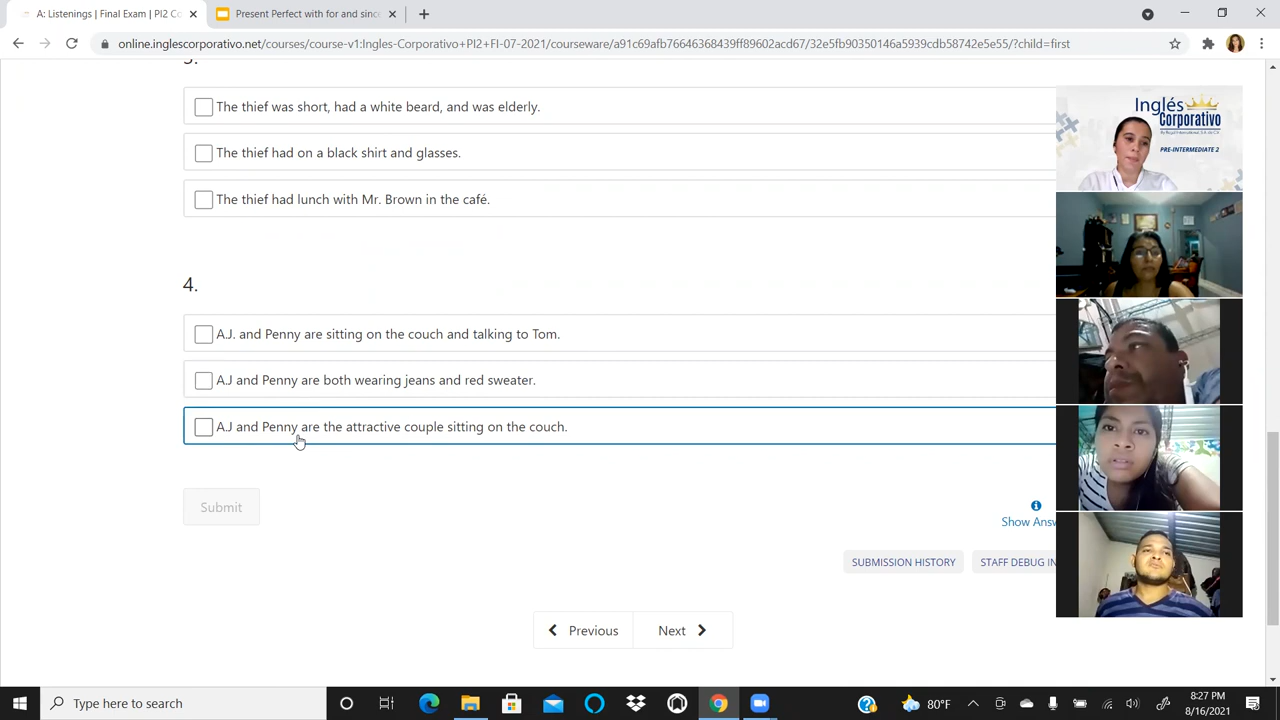 A: Listenings | Final Exam | PI2 Co
Present Perfect with for and since
online.inglescorporativo.net/courses/course-v1:Ingles-Corporativo+PI2+FI-07-2021/courseware/a91c69afb76646368439ff89602acd67/32e5fb90350146a5939cdb58742e5e55/?child=first
The thief was short, had a white beard, and was elderly.
The thief had on a black shirt and glasses.
The thief had lunch with Mr. Brown in the café.
4.
A.J. and Penny are sitting on the couch and talking to Tom.
A.J and Penny are both wearing jeans and red sweater.
A.J and Penny are the attractive couple sitting on the couch.
Submit
Show Answ
SUBMISSION HISTORY
STAFF DEBUG IN
Previous
Next
Inglés
Corporativo
PRE-INTERMEDIATE 2
Type here to search
80°F
8:27 PM
8/16/2021